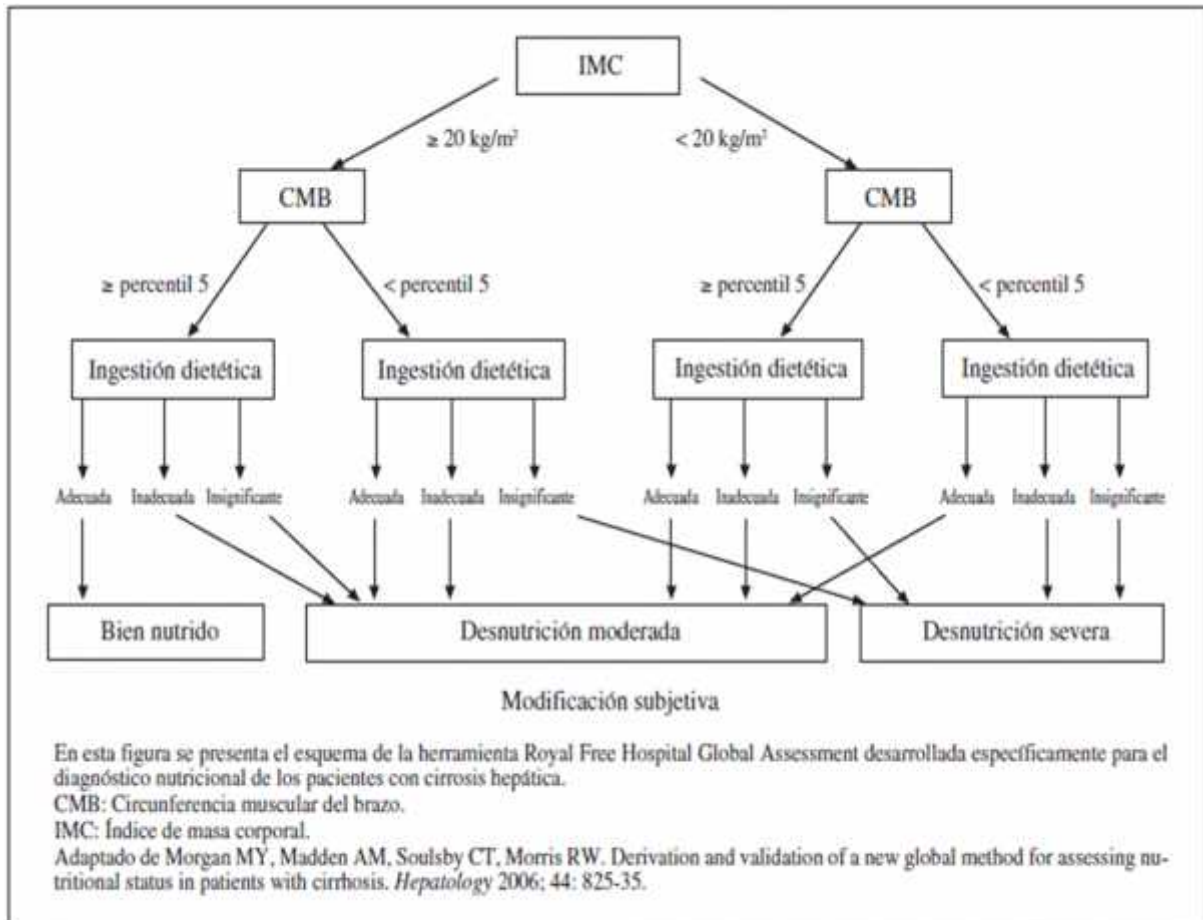 IMC
≥ 20 kg/m² < 20 kg/m²
CMB CMB
≥ percentil 5 < percentil 5 ≥ percentil 5 < percentil 5
Ingestión dietética Ingestión dietética Ingestión dietética Ingestión dietética
Adecuada Inadecuada Insignificante Adecuada Inadecuada Insignificante Adecuada Inadecuada Insignificante Adecuada Inadecuada Insignificante
Bien nutrido Desnutrición moderada Desnutrición severa
Modificación subjetiva
En esta figura se presenta el esquema de la herramienta Royal Free Hospital Global Assessment desarrollada específicamente para el
diagnóstico nutricional de los pacientes con cirrosis hepática.
CMB: Circunferencia muscular del brazo.
IMC: Índice de masa corporal.
Adaptado de Morgan MY, Madden AM, Soulsby CT, Morris RW. Derivation and validation of a new global method for assessing nu-
tritional status in patients with cirrhosis. Hepatology 2006; 44: 825-35.